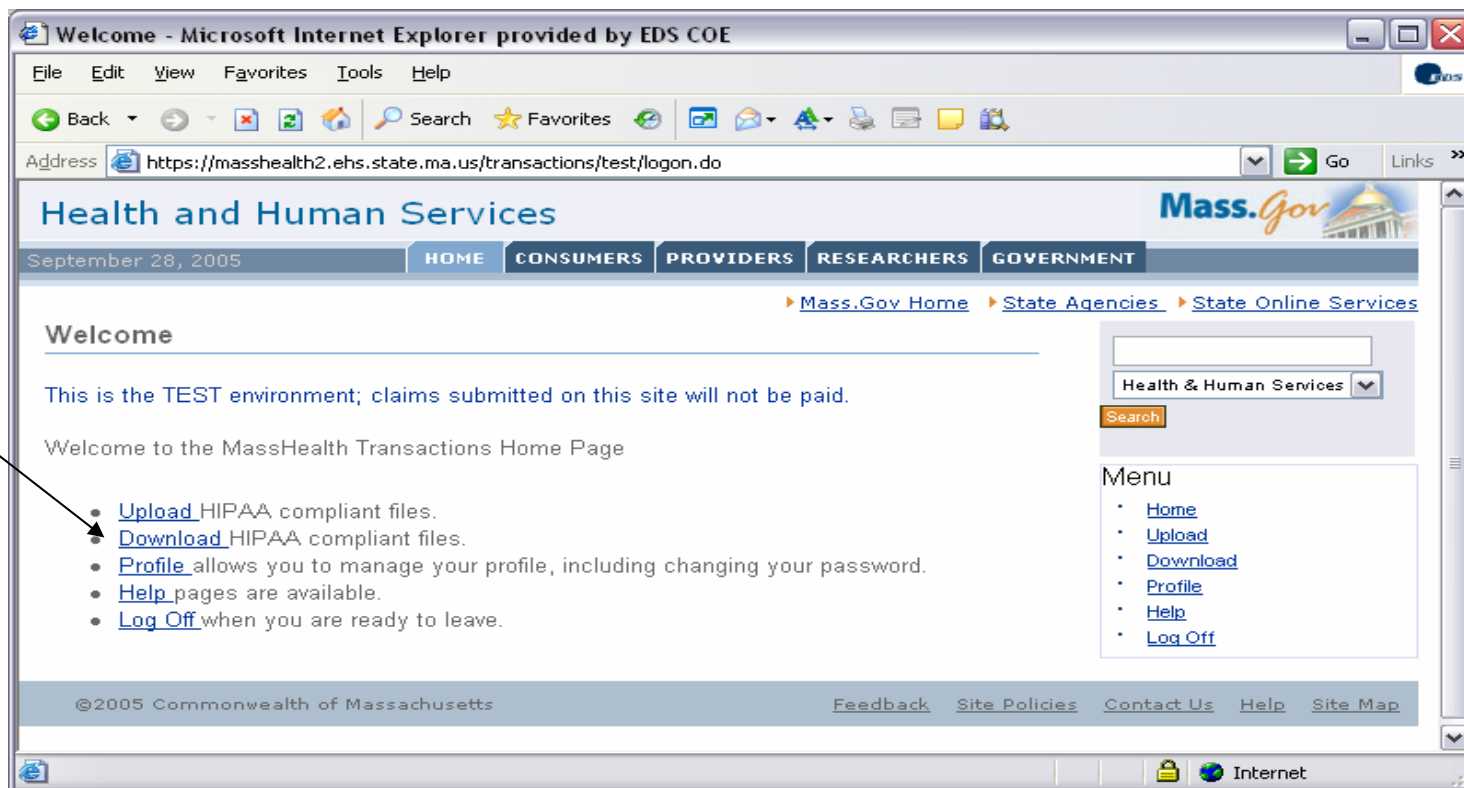 Welcome - Microsoft Internet Explorer provided by EDS COE
File Edit View Favorites Tools Help
EDS
Back Search Favorites
Address https://masshealth2.ehs.state.ma.us/transactions/test/logon.do Go Links »
Health and Human Services
Mass.Gov
September 28, 2005 HOME CONSUMERS PROVIDERS RESEARCHERS GOVERNMENT
Mass.Gov Home State Agencies State Online Services
Welcome
This is the TEST environment; claims submitted on this site will not be paid.
Welcome to the MassHealth Transactions Home Page
• Upload HIPAA compliant files.
• Download HIPAA compliant files.
• Profile allows you to manage your profile, including changing your password.
• Help pages are available.
• Log Off when you are ready to leave.
Health & Human Services
Search
Menu
· Home
· Upload
· Download
· Profile
· Help
· Log Off
©2005 Commonwealth of Massachusetts Feedback Site Policies Contact Us Help Site Map
Internet